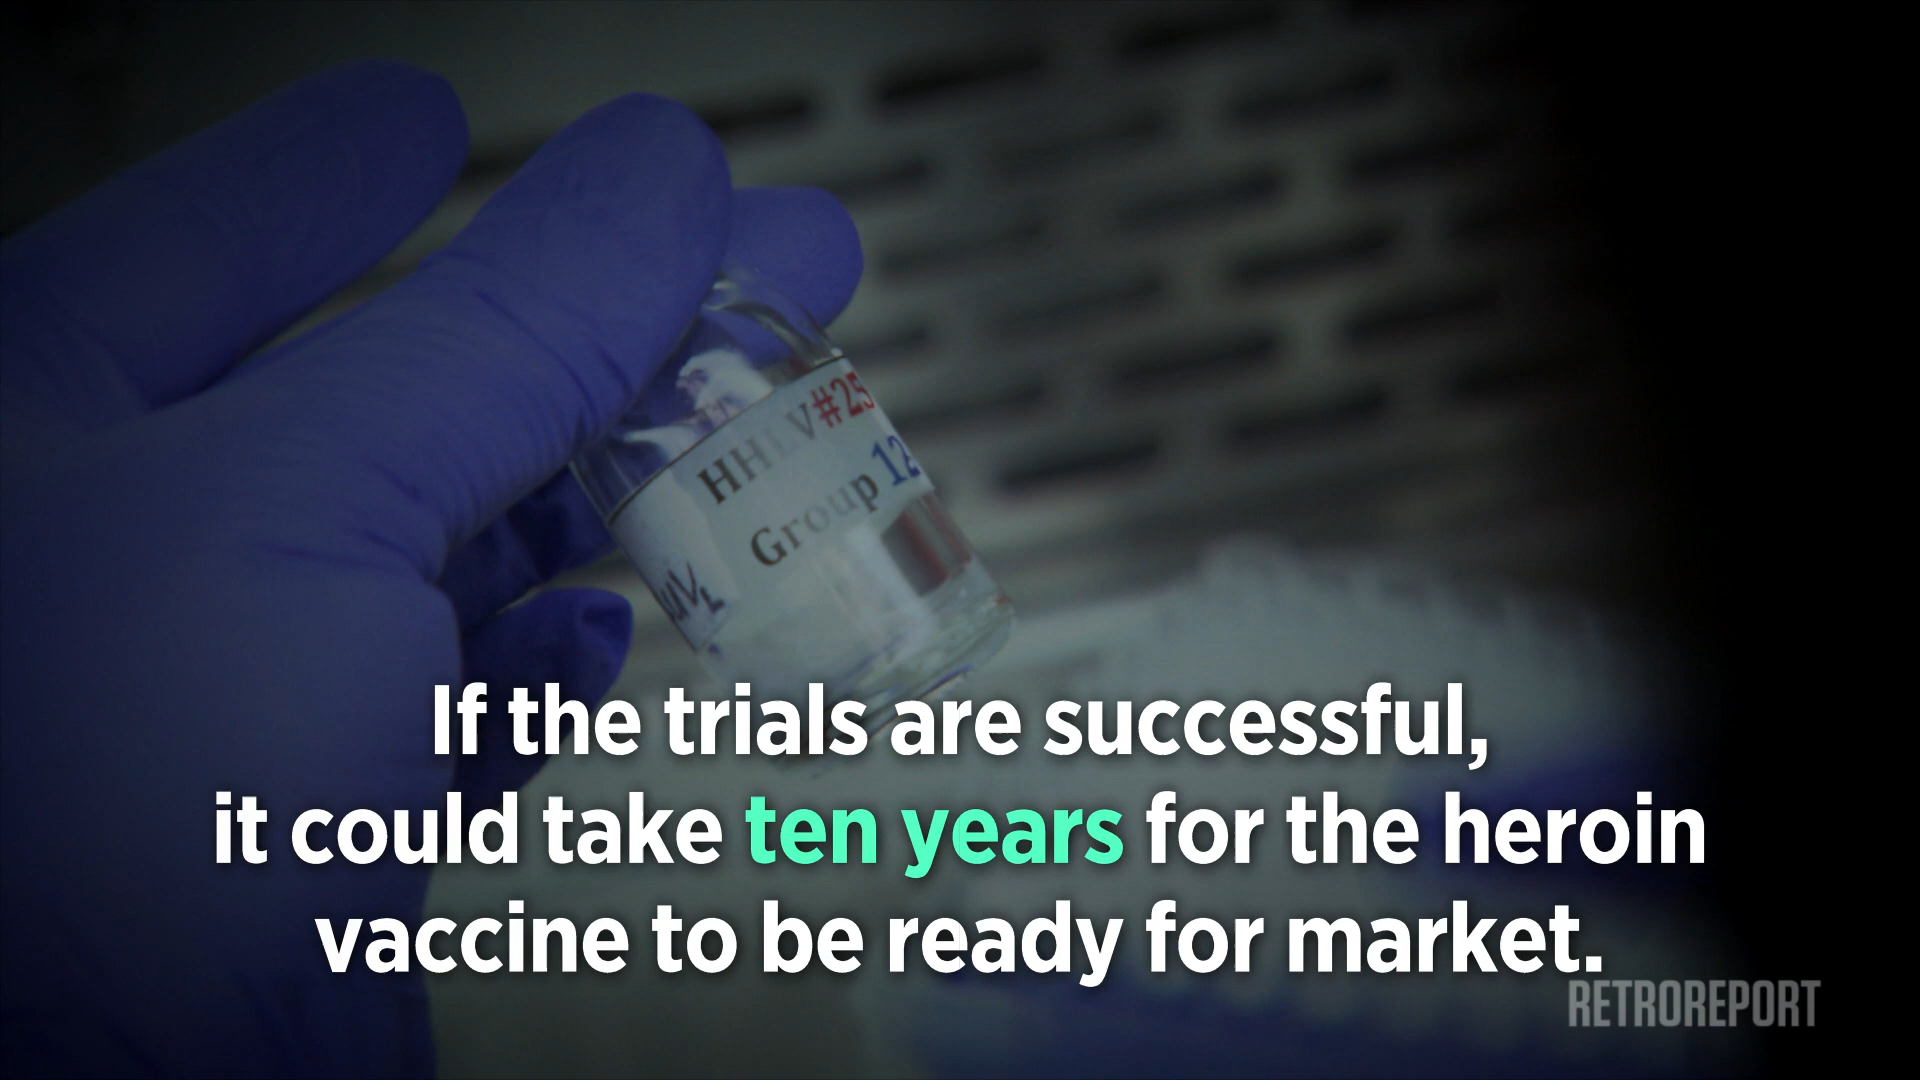 HHLV#25
Group 12
If the trials are successful,
it could take ten years for the heroin
vaccine to be ready for market.
RETROREPORT